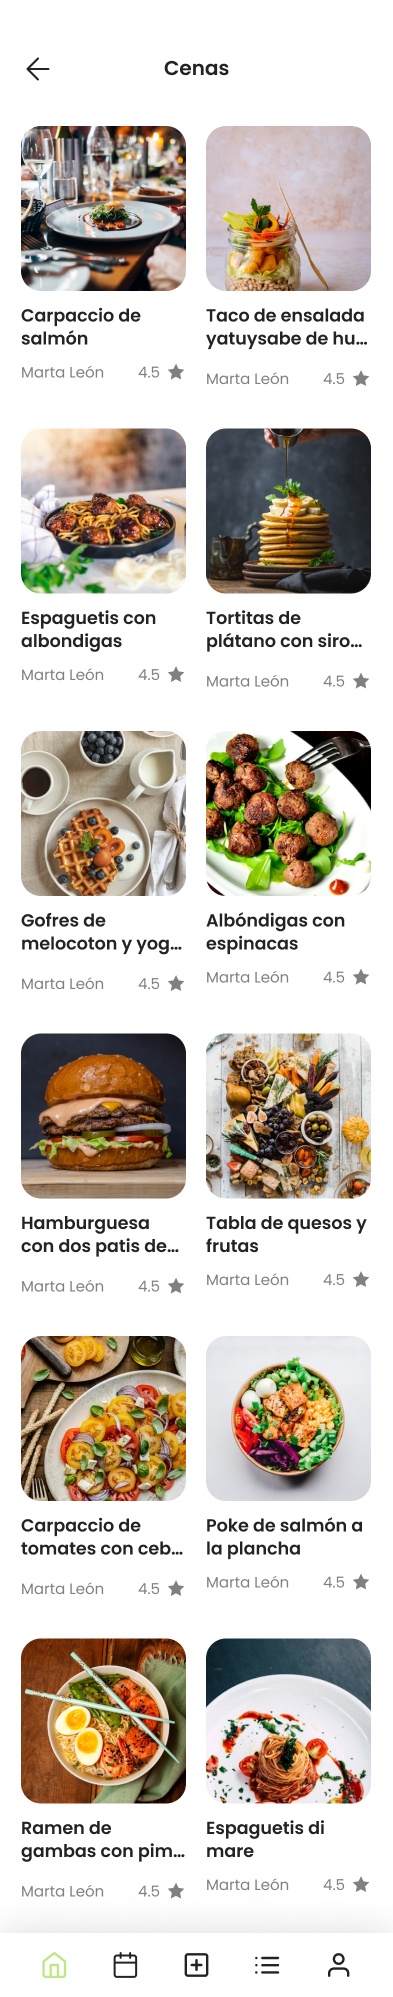 Cenas
Carpaccio de
salmón
Marta León 4.5
Taco de ensalada
yatuysabe de hu...
Marta León 4.5
Espaguetis con
albondigas
Marta León 4.5
Tortitas de
plátano con siro...
Marta León 4.5
Gofres de
melocoton y yog...
Marta León 4.5
Albóndigas con
espinacas
Marta León 4.5
Hamburguesa
con dos patis de...
Marta León 4.5
Tabla de quesos y
frutas
Marta León 4.5
Carpaccio de
tomates con ceb...
Marta León 4.5
Poke de salmón a
la plancha
Marta León 4.5
Ramen de
gambas con pim...
Marta León 4.5
Espaguetis di
mare
Marta León 4.5